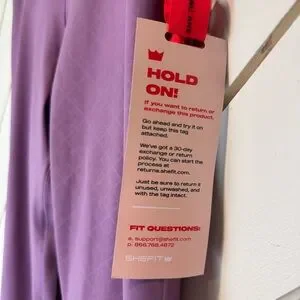 HOLD
ON!
If you want to return or
exchange this product.
Go ahead and try it on
but keep this tag
attached.
We've got a 30-day
exchange or return
policy. You can start the
process at
returns.shefit.com.
Just be sure to return it
unused, unwashed, and
with the tag intact.
FIT QUESTIONS:
e. support@shefit.com
p. 866.768.4872
SHEFIT